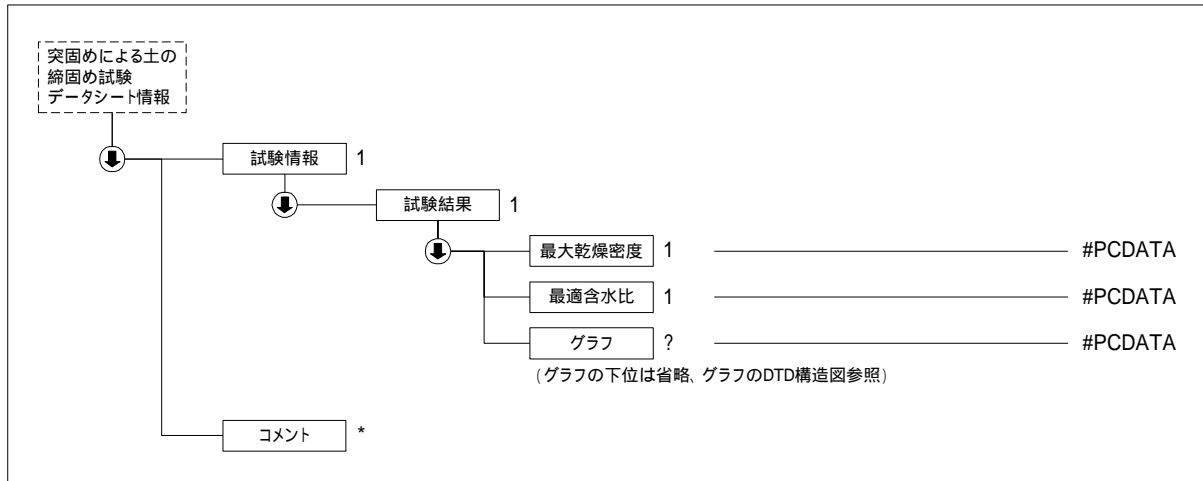 突固めによる土の
締固め試験
データシート情報
試験情報 1
試験結果 1
最大乾燥密度 1 #PCDATA
最適含水比 1 #PCDATA
グラフ ? #PCDATA
(グラフの下位は省略、グラフのDTD構造図参照)
コメント *